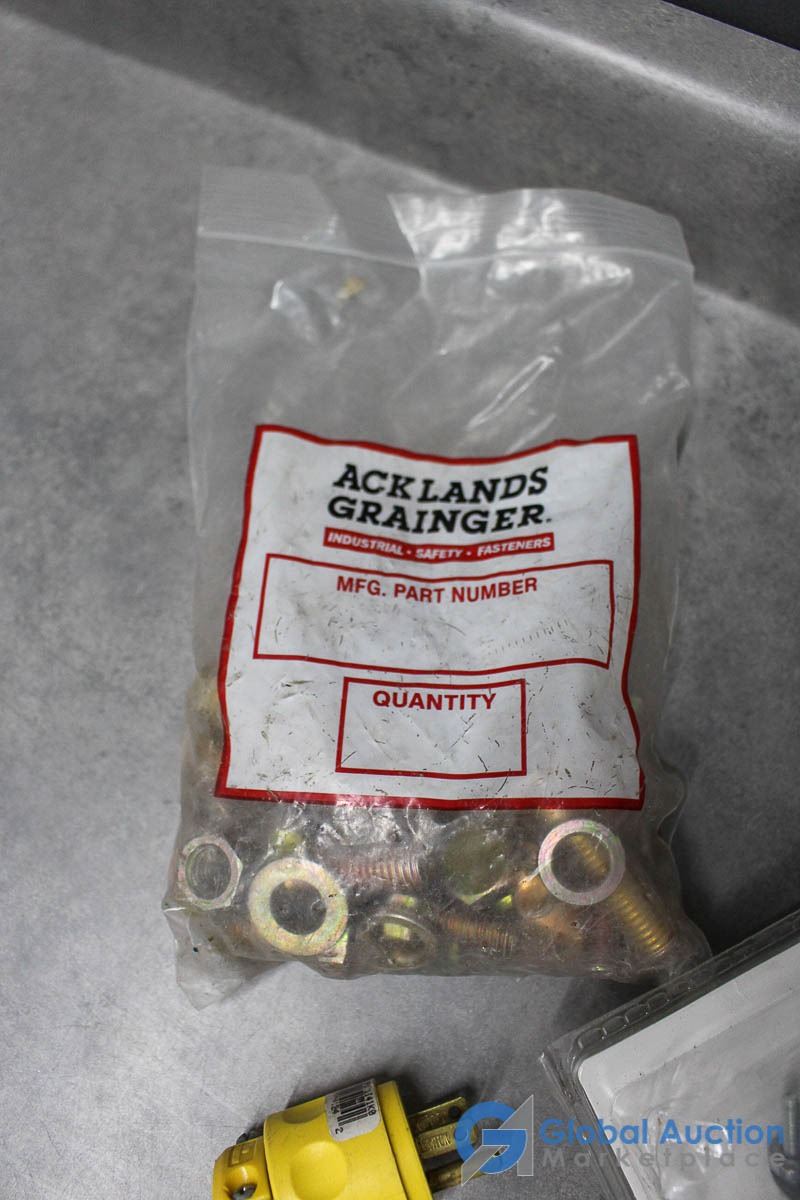 ACKLANDS
GRAINGER.
INDUSTRIAL • SAFETY • FASTENERS
MFG. PART NUMBER
QUANTITY
Global Auction
Marketplace